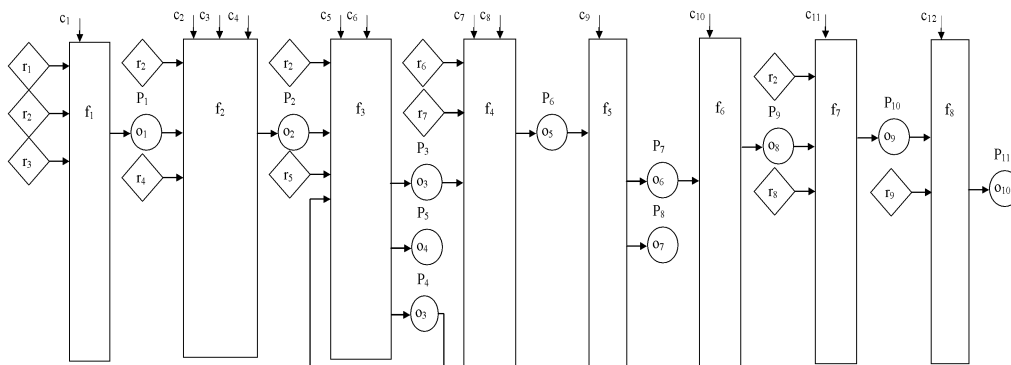 c₁ c₂ c₃ c₄ c₅ c₆ c₇ c₈ c₉ c₁₀ c₁₁ c₁₂
r₁ r₂ r₂ r₆ r₂
P₁ P₂ r₇ P₆ P₉ P₁₀
r₂ f₁ f₂ f₃ f₄ f₅ f₆ f₇ f₈
o₁ o₂ o₅ o₈ o₉
r₃ r₄ r₅ P₃ P₇ P₁₁
o₃ o₆ r₈ r₉ o₁₀
P₅ P₈
o₄ o₇
P₄
o₃